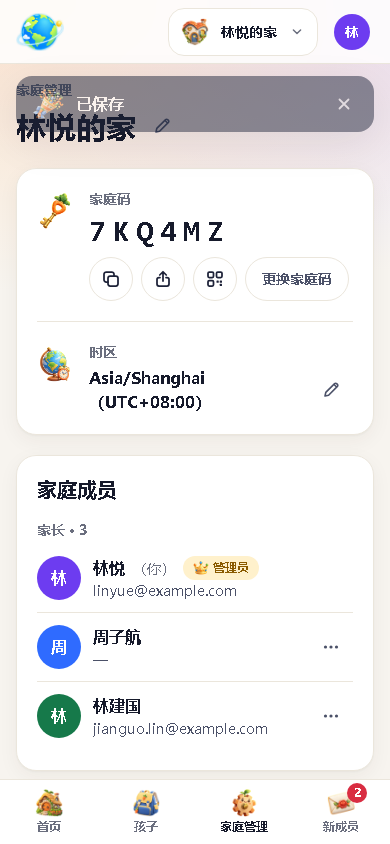 林悦的家
林
家庭管理
已保存
林悦的家
家庭码
7KQ4MZ
更换家庭码
时区
Asia/Shanghai
（UTC+08:00）
家庭成员
家长 • 3
林
林悦 （你） 管理员
linyue@example.com
周
周子航
—
林
林建国
jianguo.lin@example.com
首页
孩子
家庭管理
2
新成员